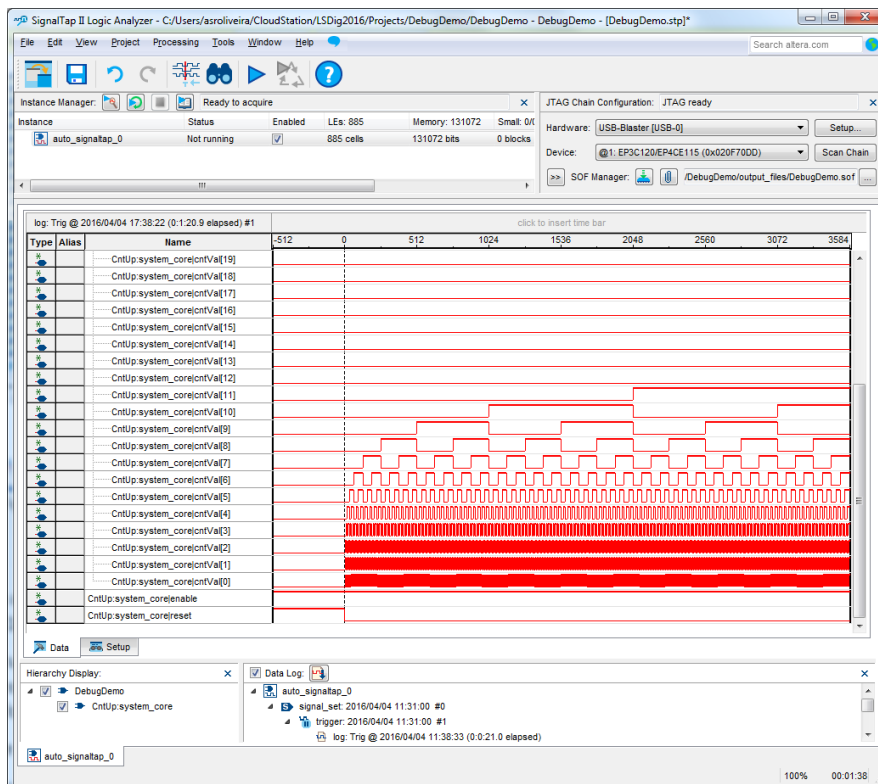 SignalTap II Logic Analyzer - C:/Users/asroliveira/CloudStation/LSDig2016/Projects/DebugDemo/DebugDemo - DebugDemo - [DebugDemo.stp]*
File Edit View Project Processing Tools Window Help
Search altera.com
Instance Manager: Ready to acquire
JTAG Chain Configuration: JTAG ready
Instance Status Enabled LEs: 885 Memory: 131072 Small: 0/(
auto_signaltap_0 Not running 885 cells 131072 bits 0 blocks
Hardware: USB-Blaster [USB-0] Setup...
Device: @1: EP3C120/EP4CE115 (0x020F70DD) Scan Chain
>> SOF Manager: /DebugDemo/output_files/DebugDemo.sof ...
log: Trig @ 2016/04/04 17:38:22 (0:1:20.9 elapsed) #1 click to insert time bar
Type Alias Name -512 0 512 1024 1536 2048 2560 3072 3584
CntUp:system_core|cntVal[19]
CntUp:system_core|cntVal[18]
CntUp:system_core|cntVal[17]
CntUp:system_core|cntVal[16]
CntUp:system_core|cntVal[15]
CntUp:system_core|cntVal[14]
CntUp:system_core|cntVal[13]
CntUp:system_core|cntVal[12]
CntUp:system_core|cntVal[11]
CntUp:system_core|cntVal[10]
CntUp:system_core|cntVal[9]
CntUp:system_core|cntVal[8]
CntUp:system_core|cntVal[7]
CntUp:system_core|cntVal[6]
CntUp:system_core|cntVal[5]
CntUp:system_core|cntVal[4]
CntUp:system_core|cntVal[3]
CntUp:system_core|cntVal[2]
CntUp:system_core|cntVal[1]
CntUp:system_core|cntVal[0]
CntUp:system_core|enable
CntUp:system_core|reset
Data Setup
Hierarchy Display:
DebugDemo
CntUp:system_core
Data Log:
auto_signaltap_0
signal_set: 2016/04/04 11:31:00 #0
trigger: 2016/04/04 11:31:00 #1
log: Trig @ 2016/04/04 11:38:33 (0:0:21.0 elapsed)
auto_signaltap_0
100% 00:01:38